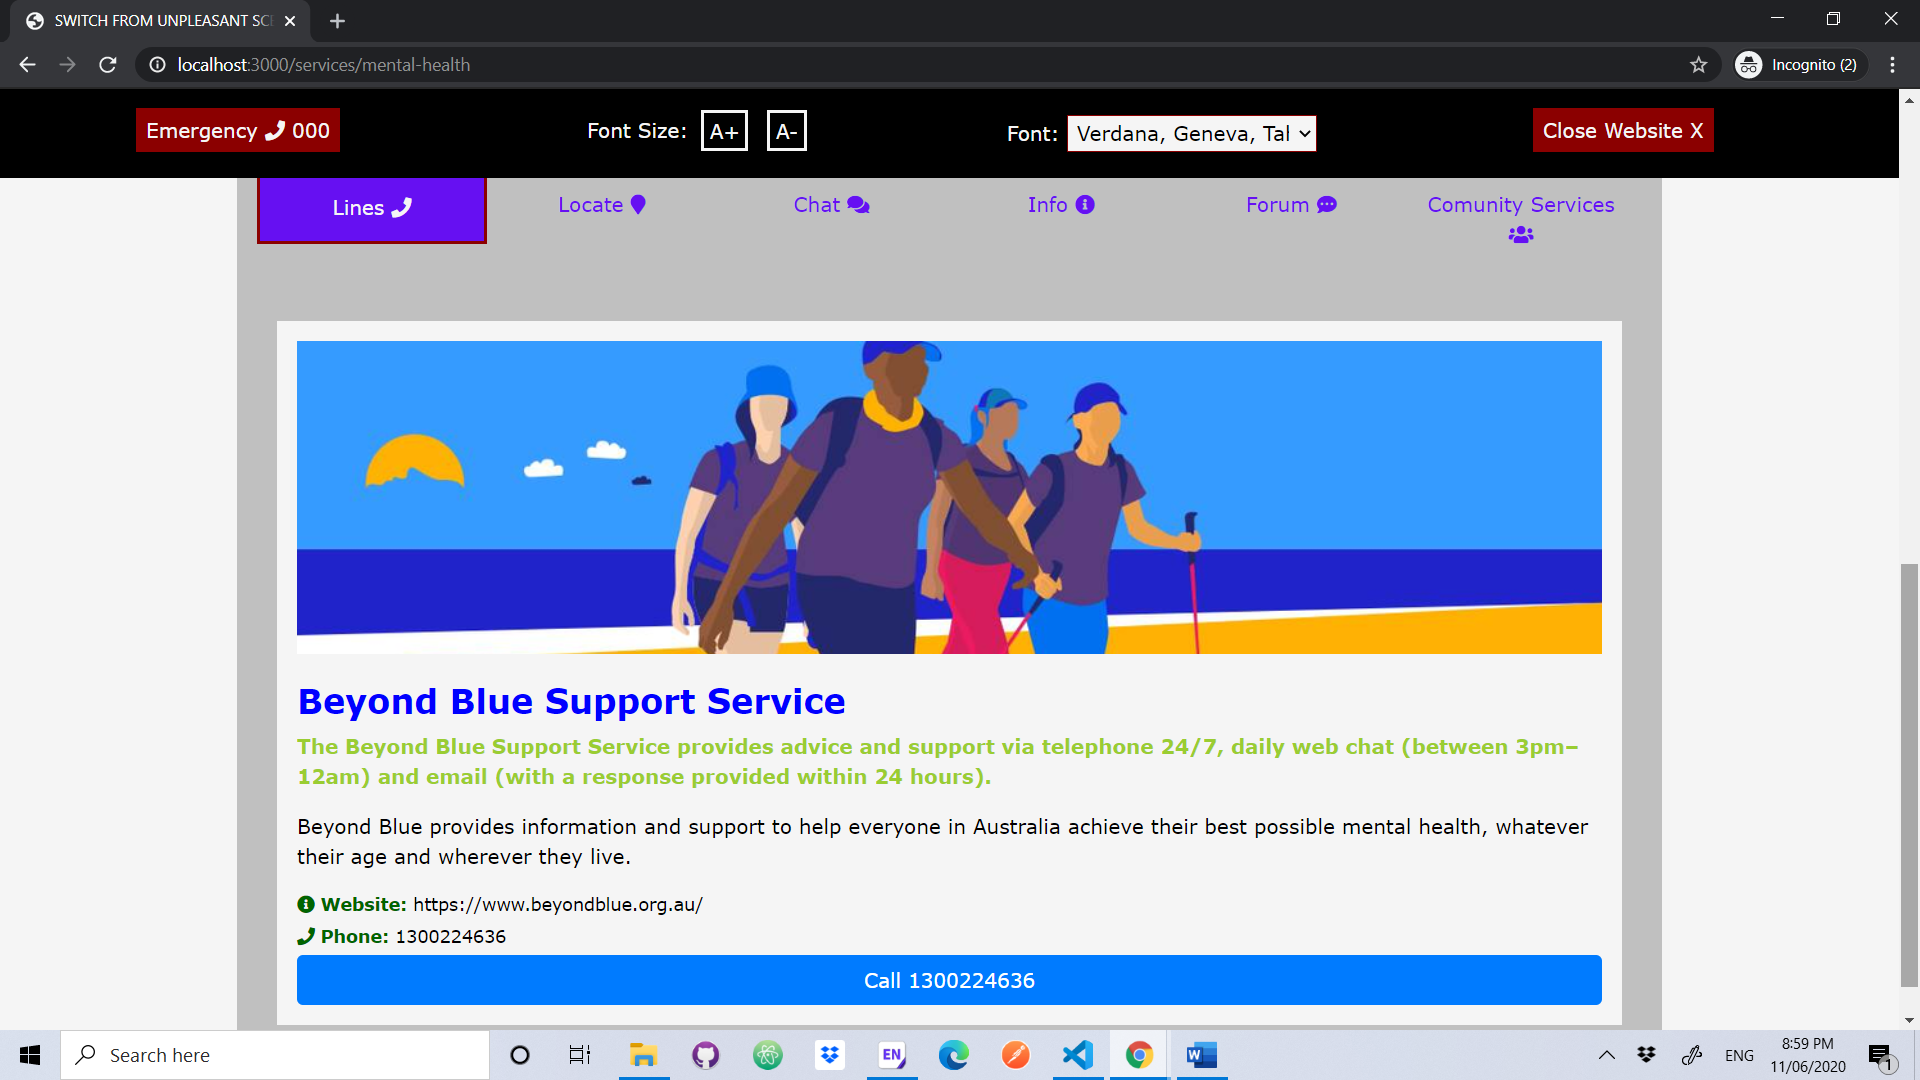 SWITCH FROM UNPLEASANT SCE
localhost:3000/services/mental-health
Incognito (2)
Emergency 000
Font Size: A+ A-
Font: Verdana, Geneva, Tal
Close Website X
Lines
Locate
Chat
Info
Forum
Comunity Services
Beyond Blue Support Service
The Beyond Blue Support Service provides advice and support via telephone 24/7, daily web chat (between 3pm–
12am) and email (with a response provided within 24 hours).
Beyond Blue provides information and support to help everyone in Australia achieve their best possible mental health, whatever
their age and wherever they live.
Website: https://www.beyondblue.org.au/
Phone: 1300224636
Call 1300224636
Search here
EN
W
ENG
8:59 PM
11/06/2020
1